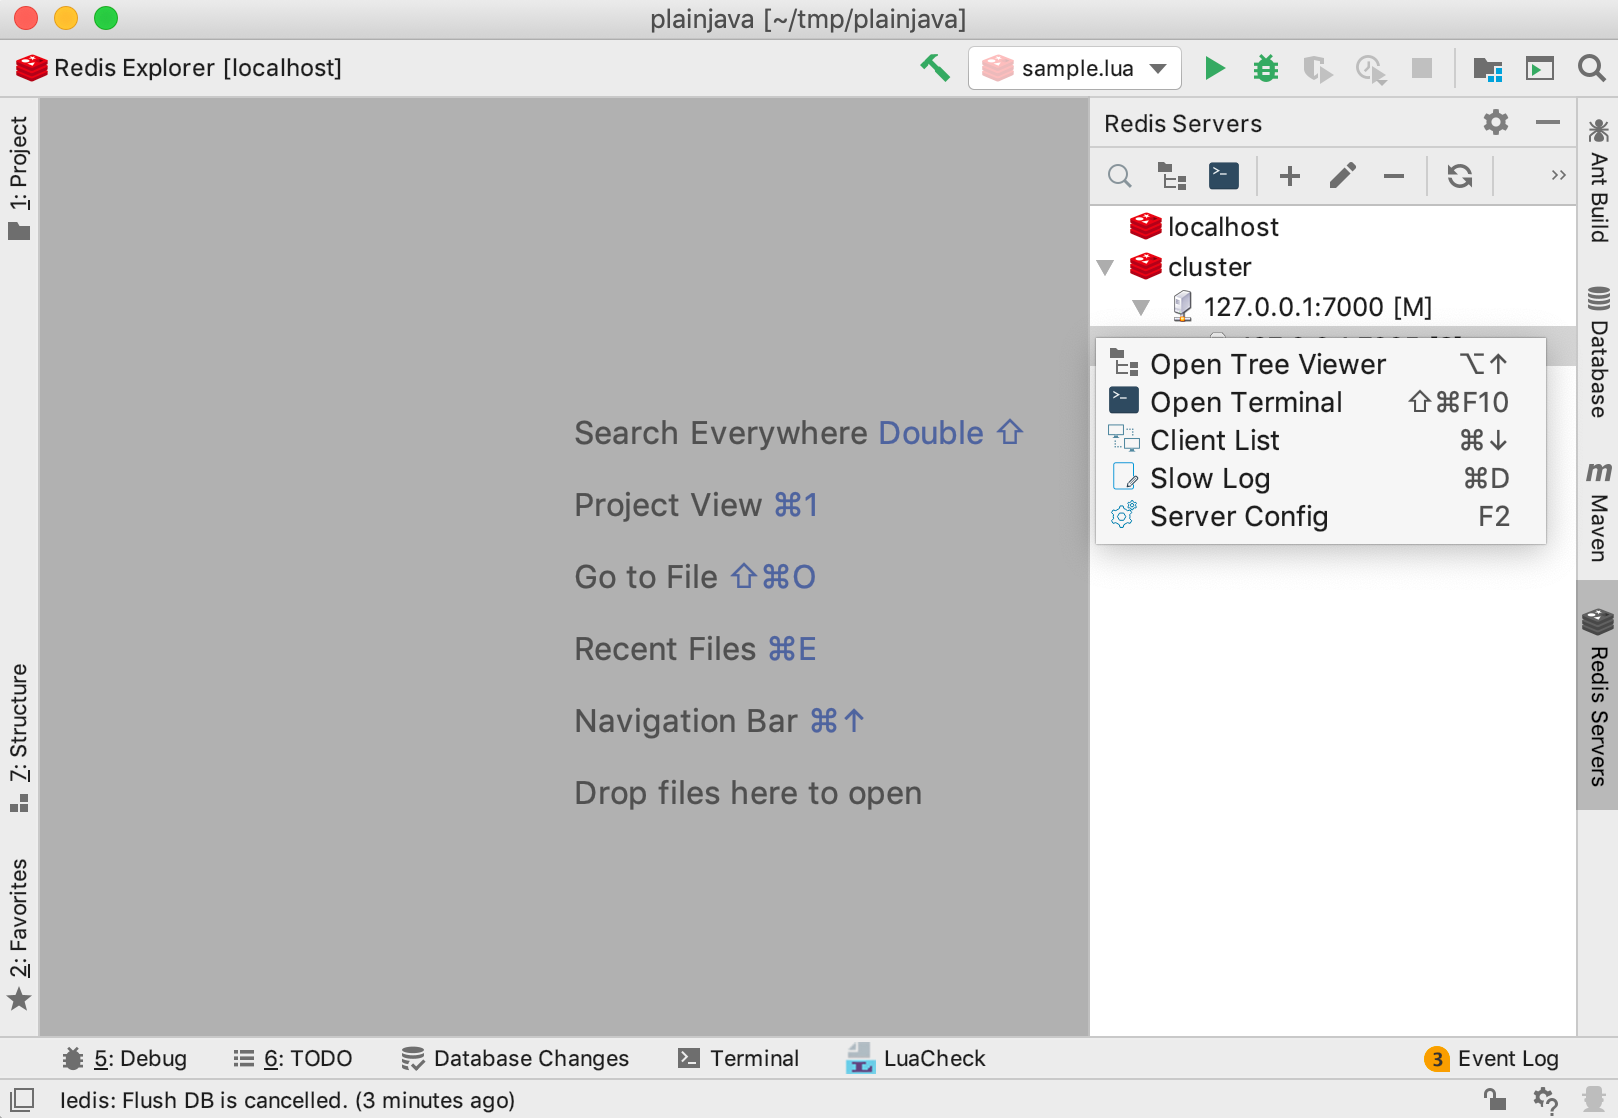 plainjava [~/tmp/plainjava]
Redis Explorer [localhost]
sample.lua
1: Project
7: Structure
2: Favorites
Search Everywhere Double ⇧
Project View ⌘1
Go to File ⇧⌘O
Recent Files ⌘E
Navigation Bar ⌘↑
Drop files here to open
Redis Servers
localhost
cluster
127.0.0.1:7000 [M]
Open Tree Viewer ⌥↑
Open Terminal ⇧⌘F10
Client List ⌘↓
Slow Log ⌘D
Server Config F2
Ant Build
Database
m Maven
Redis Servers
5: Debug 6: TODO Database Changes Terminal LuaCheck 3 Event Log
Iedis: Flush DB is cancelled. (3 minutes ago)